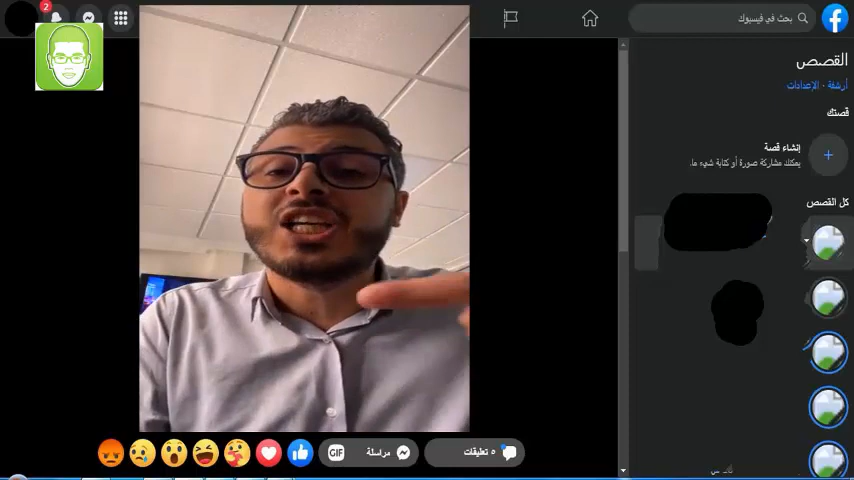 2
بحث في فيسبوك
القصص
أرشفة · الإعدادات
قصتك
إنشاء قصة
يمكنك مشاركة صورة أو كتابة شيء ما.
كل القصص
GIF
مراسلة
٥ تعليقات